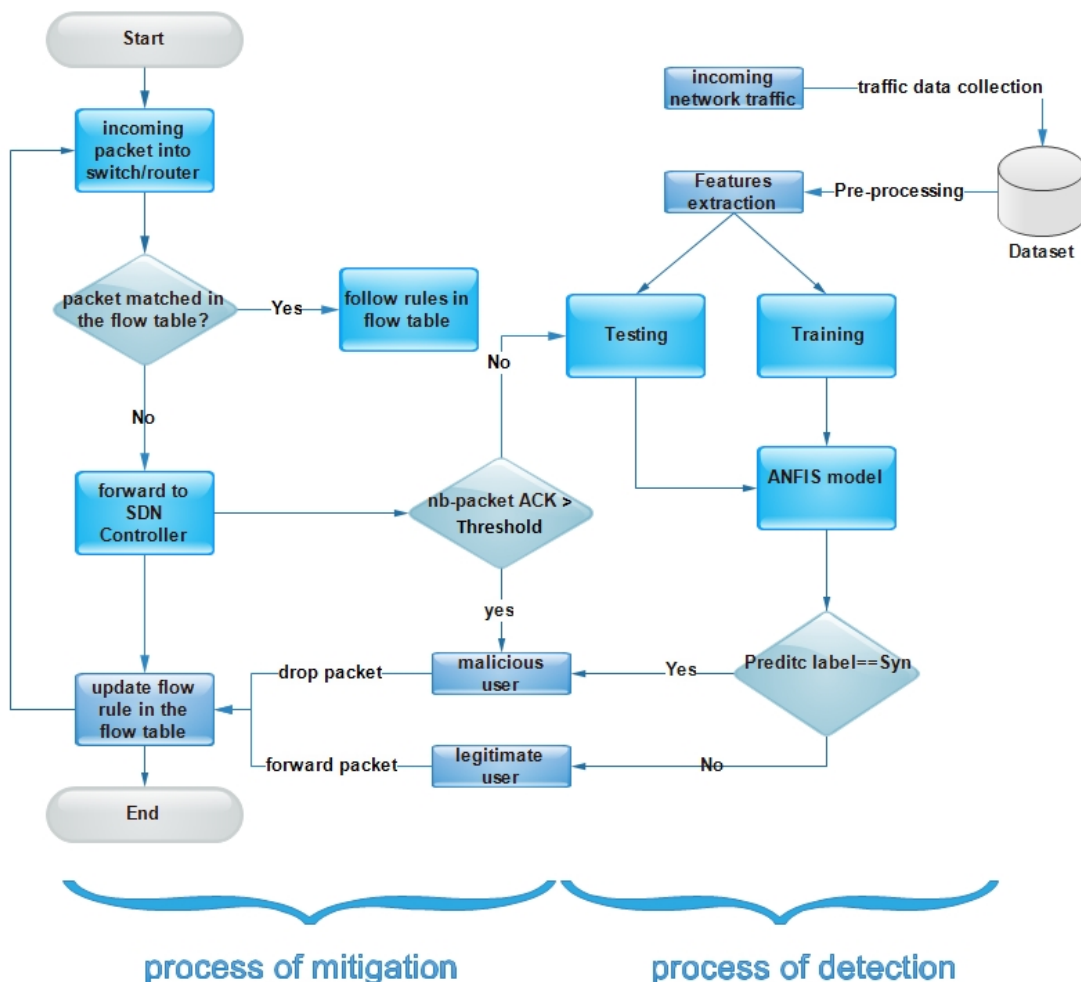 Start
incoming
packet into
switch/router
packet matched in
the flow table?
Yes
follow rules in
flow table
No
forward to
SDN
Controller
nb-packet ACK >
Threshold
No
yes
malicious
user
drop packet
update flow
rule in the
flow table
forward packet
legitimate
user
End
incoming
network traffic
traffic data collection
Dataset
Pre-processing
Features
extraction
Testing
Training
ANFIS model
Preditc label==Syn
Yes
No
process of mitigation
process of detection